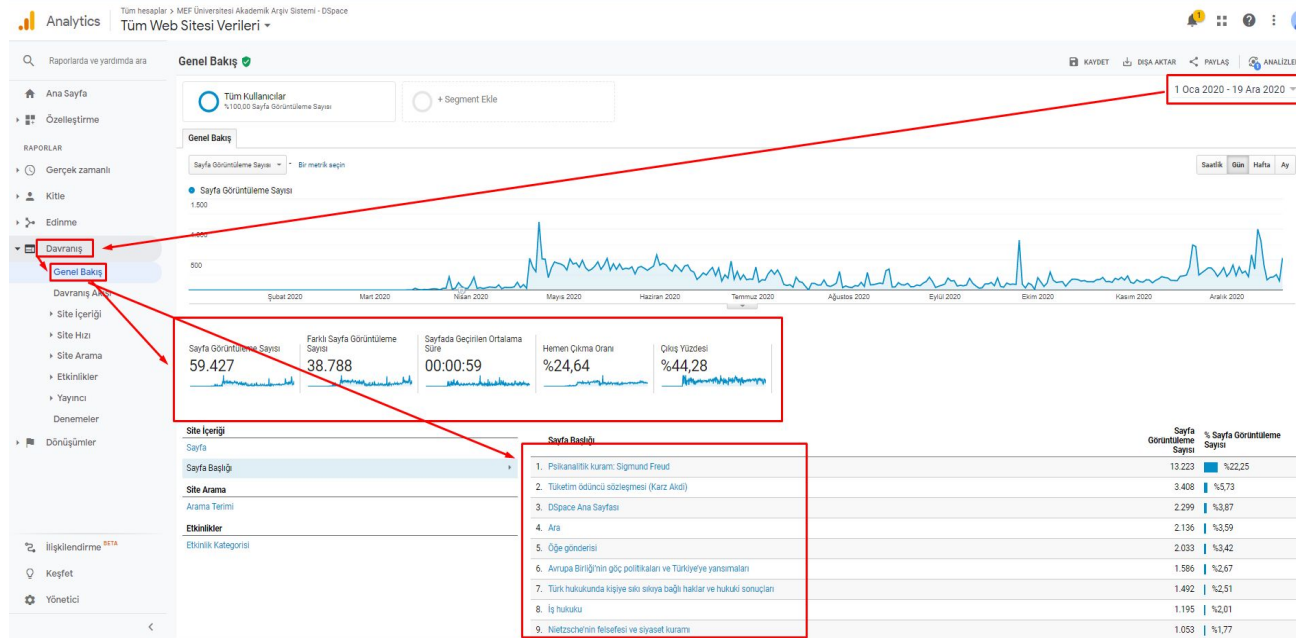 Analytics
Tüm hesaplar > MEF Üniversitesi Akademik Arşiv Sistemi - DSpace
Tüm Web Sitesi Verileri
1
Raporlarda ve yardımda ara
Ana Sayfa
Özelleştirme
RAPORLAR
Gerçek zamanlı
Kitle
Edinme
Davranış
Genel Bakış
Davranış Akışı
Site İçeriği
Site Hızı
Site Arama
Etkinlikler
Yayıncı
Denemeler
Dönüşümler
İlişkilendirme BETA
Keşfet
Yönetici
Genel Bakış
KAYDET
DIŞA AKTAR
PAYLAŞ
ANALİZLER
1 Oca 2020 - 19 Ara 2020
Tüm Kullanıcılar
%100,00 Sayfa Görüntüleme Sayısı
+ Segment Ekle
Genel Bakış
Sayfa Görüntüleme Sayısı
Bir metrik seçin
Saatlik Gün Hafta Ay
Sayfa Görüntüleme Sayısı
1.500
1.000
500
Şubat 2020 Mart 2020 Nisan 2020 Mayıs 2020 Haziran 2020 Temmuz 2020 Ağustos 2020 Eylül 2020 Ekim 2020 Kasım 2020 Aralık 2020
Sayfa Görüntüleme Sayısı
59.427
Farklı Sayfa Görüntüleme
Sayısı
38.788
Sayfada Geçirilen Ortalama
Süre
00:00:59
Hemen Çıkma Oranı
%24,64
Çıkış Yüzdesi
%44,28
Site İçeriği
Sayfa
Sayfa Başlığı
Site Arama
Arama Terimi
Etkinlikler
Etkinlik Kategorisi
Sayfa Başlığı
Sayfa
Görüntüleme
Sayısı
% Sayfa Görüntüleme
Sayısı
1. Psikanalitik kuram: Sigmund Freud 13.223 %22,25
2. Tüketim ödüncü sözleşmesi (Karz Akdi) 3.408 %5,73
3. DSpace Ana Sayfası 2.299 %3,87
4. Ara 2.136 %3,59
5. Öğe gönderisi 2.033 %3,42
6. Avrupa Birliği'nin göç politikaları ve Türkiye'ye yansımaları 1.586 %2,67
7. Türk hukukunda kişiye sıkı sıkıya bağlı haklar ve hukuki sonuçları 1.492 %2,51
8. İş hukuku 1.195 %2,01
9. Nietzsche'nin felsefesi ve siyaset kuramı 1.053 %1,77